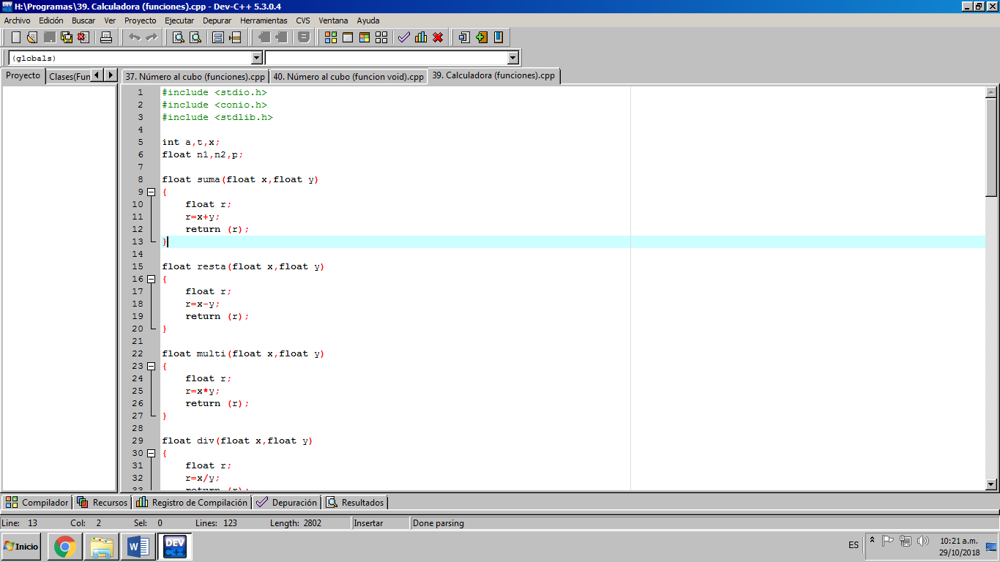 H:\Programas\39. Calculadora (funciones).cpp - Dev-C++ 5.3.0.4
Archivo Edición Buscar Ver Proyecto Ejecutar Depurar Herramientas CVS Ventana Ayuda
(globals)
Proyecto Clases(Fun 37. Número al cubo (funciones).cpp 40. Número al cubo (funcion void).cpp 39. Calculadora (funciones).cpp
1 #include <stdio.h>
2 #include <conio.h>
3 #include <stdlib.h>
4
5 int a,t,x;
6 float n1,n2,p;
7
8 float suma(float x,float y)
9 {
10 float r;
11 r=x+y;
12 return (r);
13 }
14
15 float resta(float x,float y)
16 {
17 float r;
18 r=x-y;
19 return (r);
20 }
21
22 float multi(float x,float y)
23 {
24 float r;
25 r=x*y;
26 return (r);
27 }
28
29 float div(float x,float y)
30 {
31 float r;
32 r=x/y;
33 return (r);
Compilador Recursos Registro de Compilación Depuración Resultados
Line: 13 Col: 2 Sel: 0 Lines: 123 Length: 2802 Insertar Done parsing
Inicio DEV C++ ES 10:21 a.m.
29/10/2018